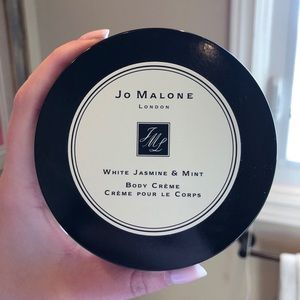 Jo Malone
London
JML
White Jasmine & Mint
Body Crème
Crème pour le Corps